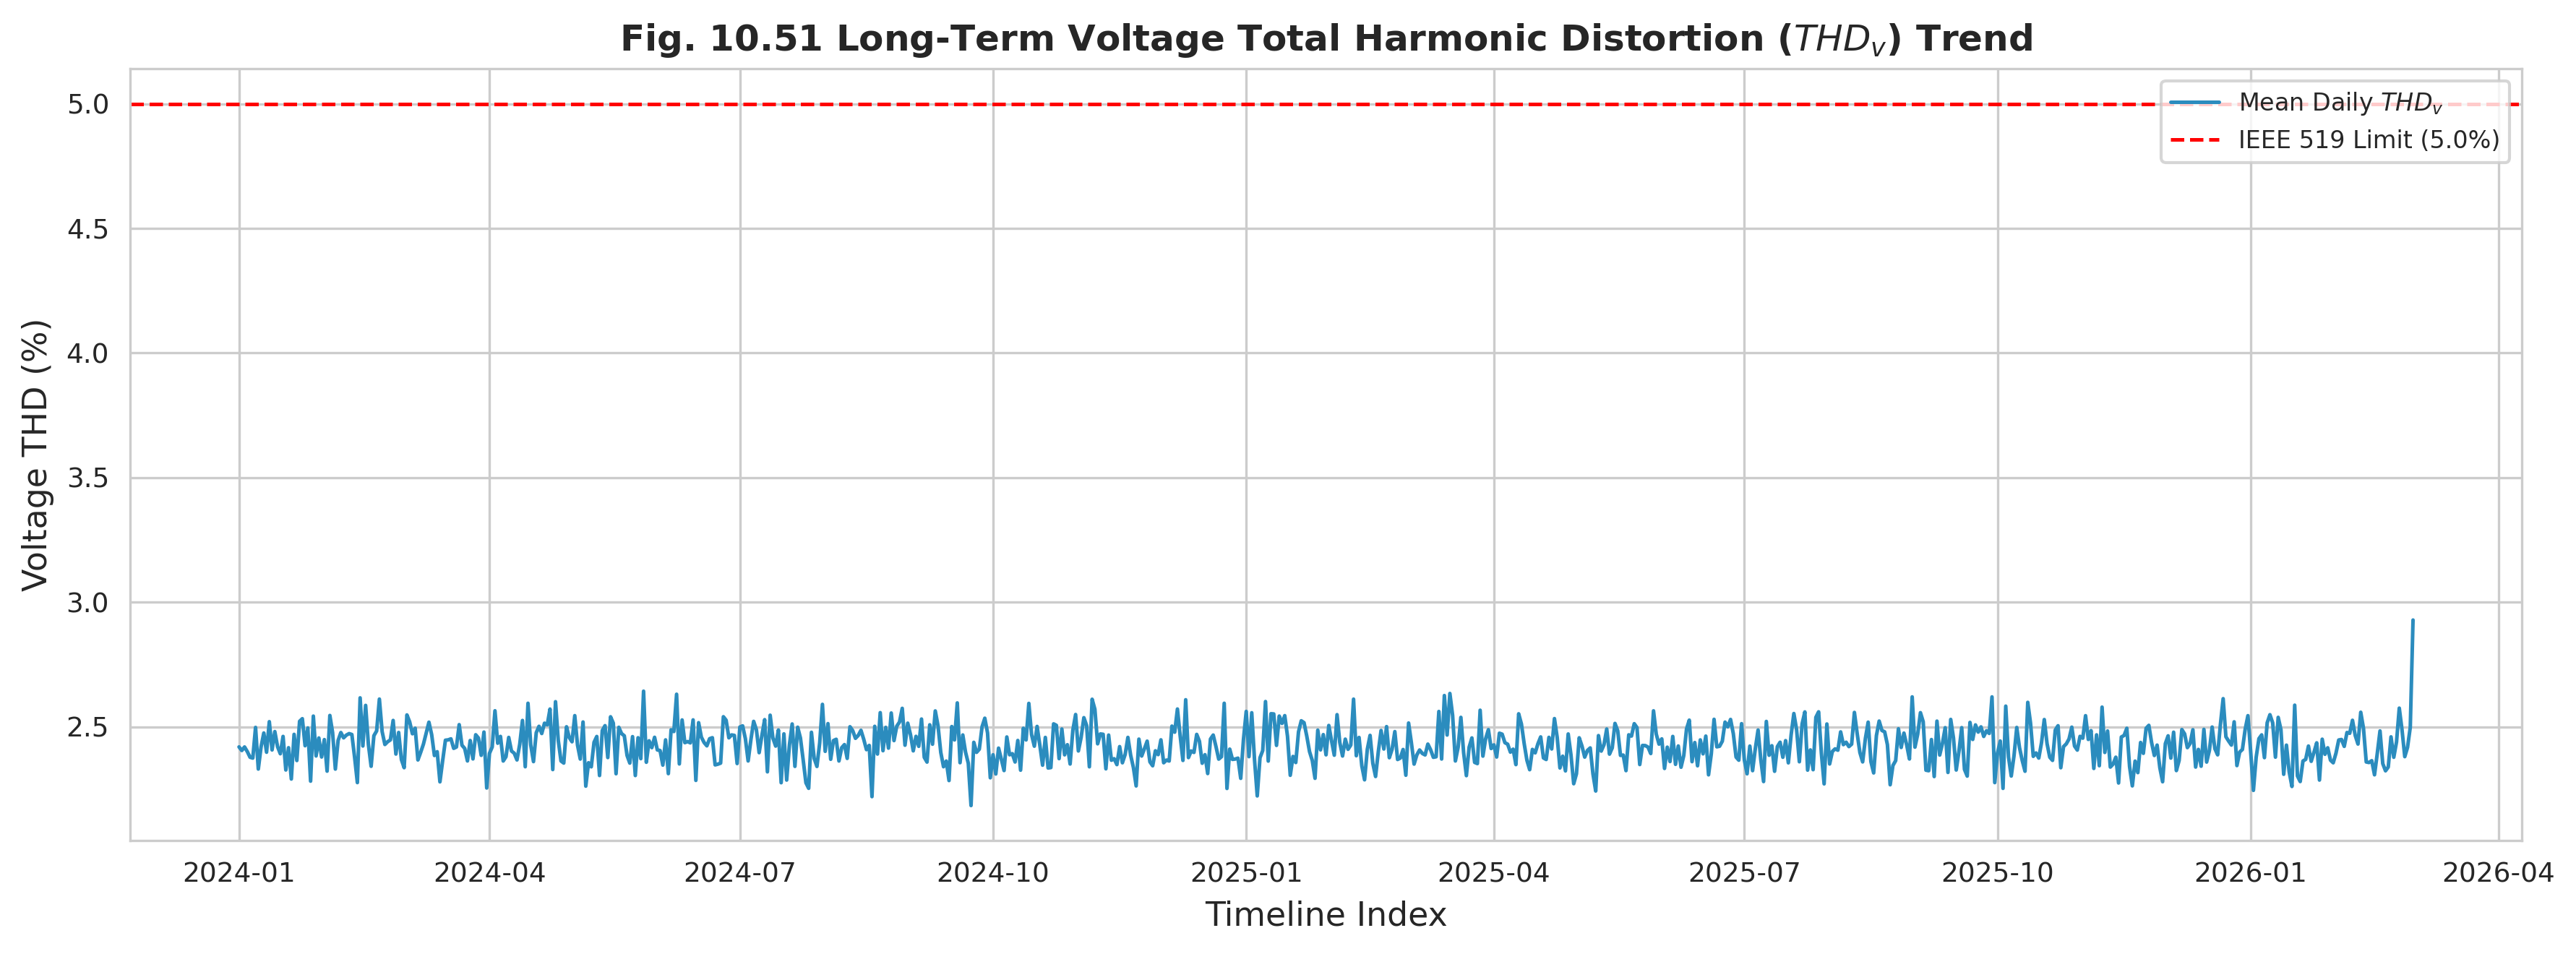 Fig. 10.51 Long-Term Voltage Total Harmonic Distortion (THD_v) Trend
Mean Daily THD_v
IEEE 519 Limit (5.0%)
Voltage THD (%)
5.0
4.5
4.0
3.5
3.0
2.5
2024-01 2024-04 2024-07 2024-10 2025-01 2025-04 2025-07 2025-10 2026-01 2026-04
Timeline Index